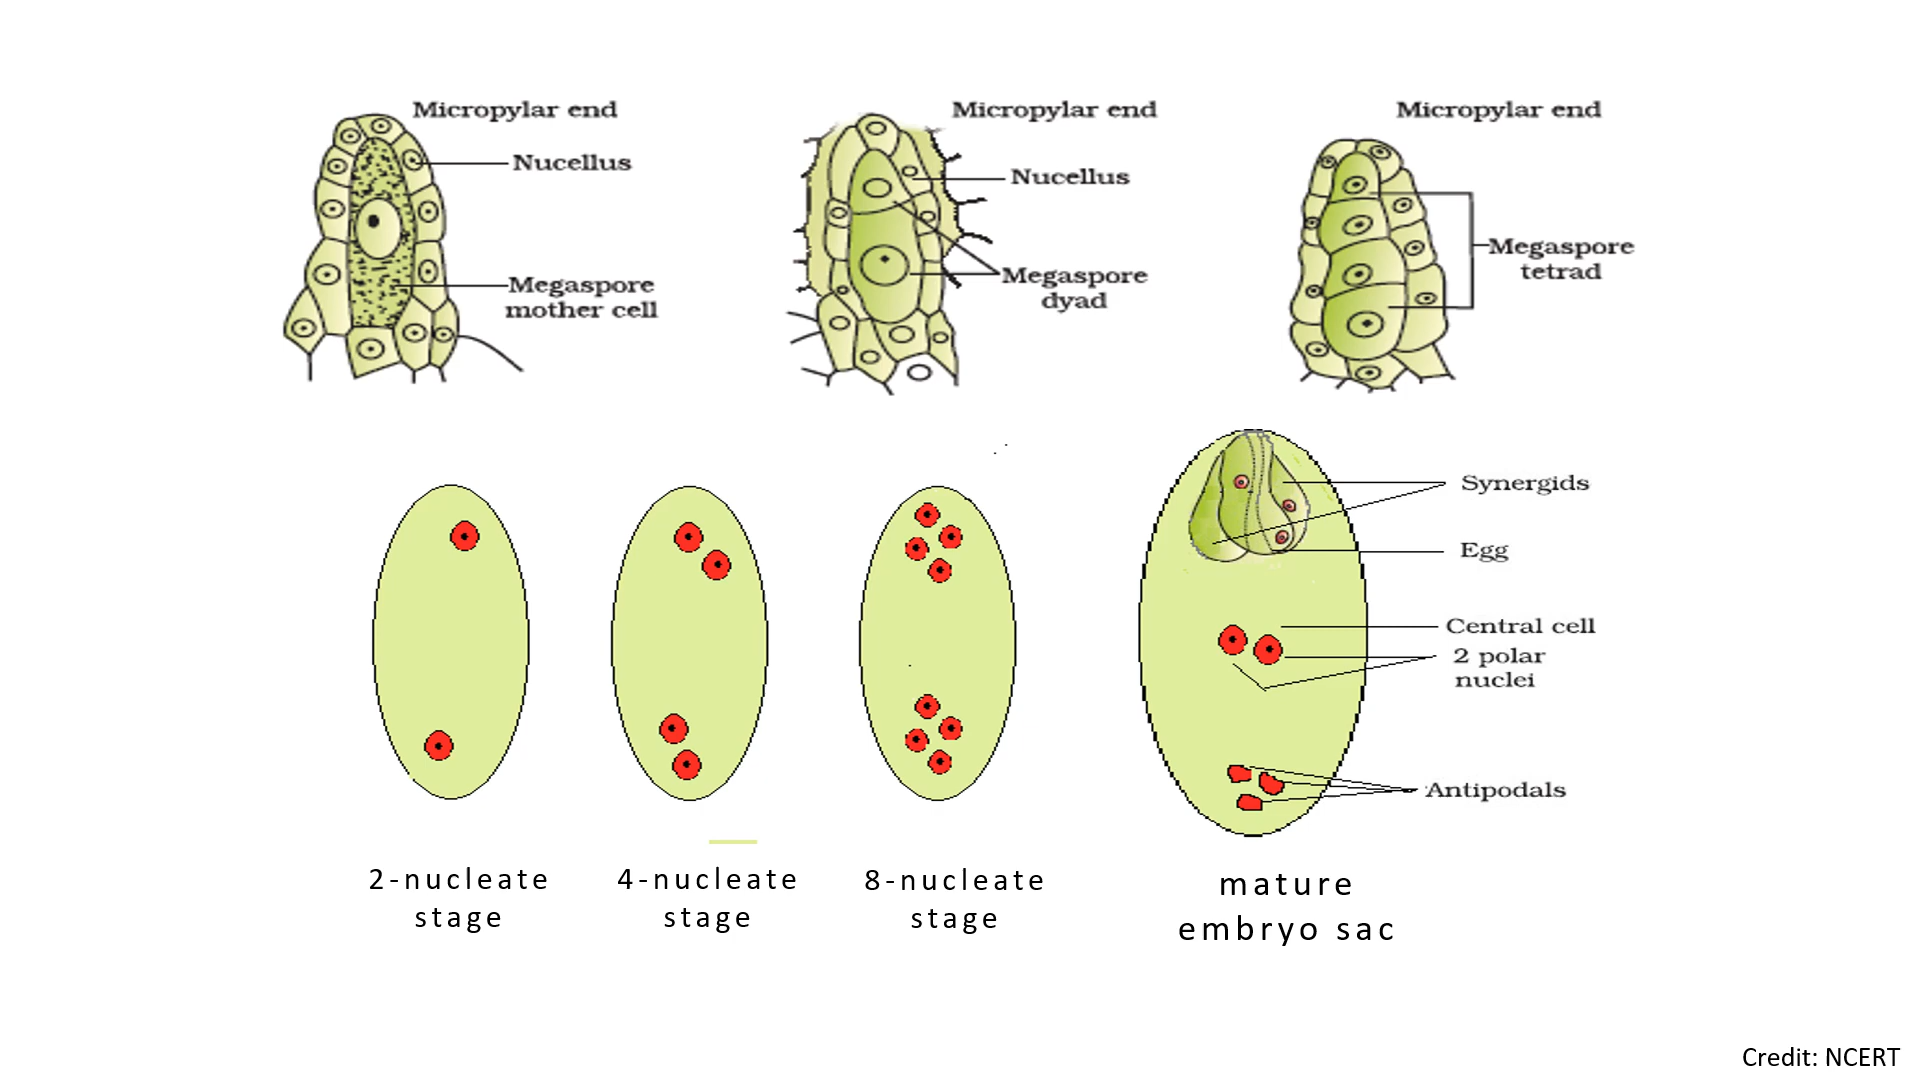 Micropylar end
Nucellus
Megaspore
mother cell
Micropylar end
Nucellus
Megaspore
dyad
Micropylar end
Megaspore
tetrad
Synergids
Egg
Central cell
2 polar
nuclei
Antipodals
2-nucleate
stage
4-nucleate
stage
8-nucleate
stage
mature
embryo sac
Credit: NCERT